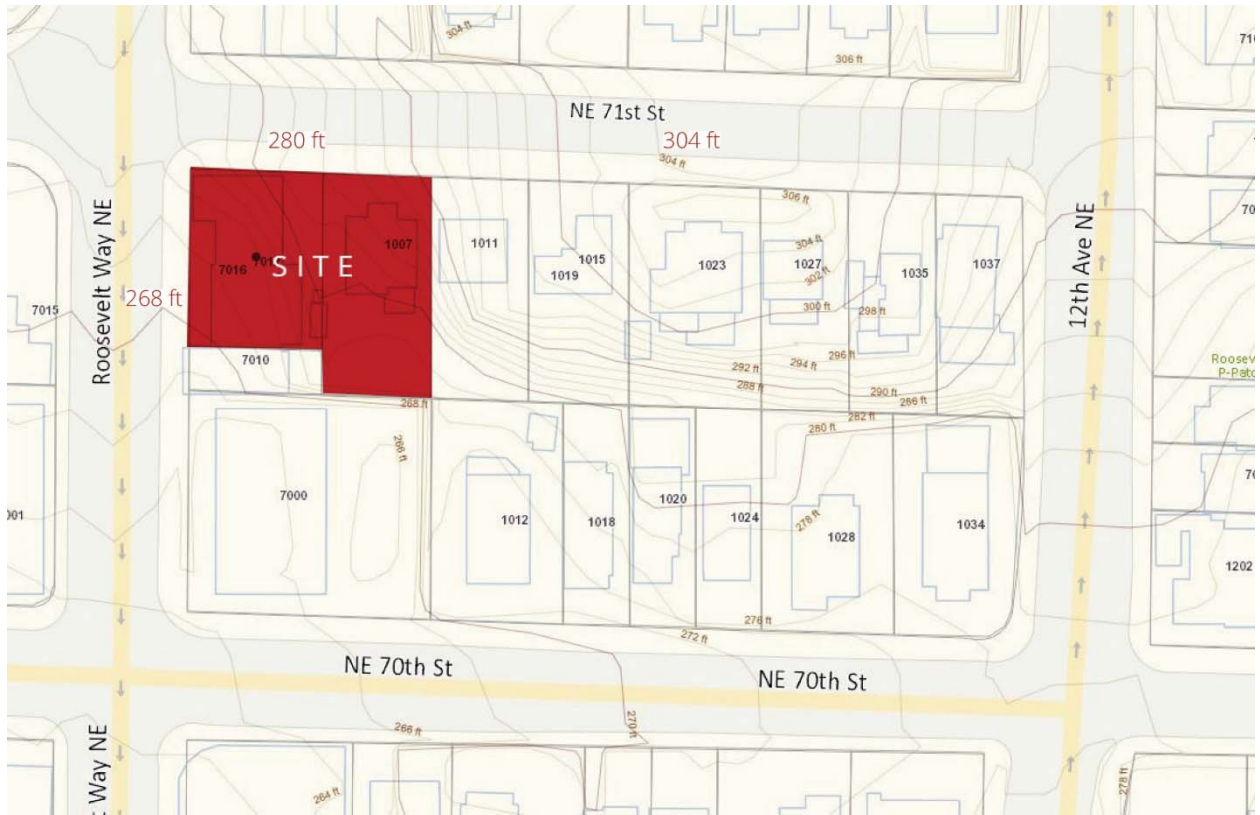 304 ft
306 ft
NE 71st St
280 ft
304 ft
304 ft
306 ft
Roosevelt Way NE
12th Ave NE
1007
1011
1015
1019
1023
1027
1035
1037
304 ft
302 ft
300 ft
298 ft
7016
SITE
268 ft
7015
7010
296 ft
294 ft
292 ft
288 ft
290 ft
286 ft
282 ft
280 ft
268 ft
266 ft
7000
1012
1018
1020
1024
278 ft
1028
1034
1202
276 ft
272 ft
NE 70th St
NE 70th St
266 ft
270 ft
264 ft
278 ft
Way NE